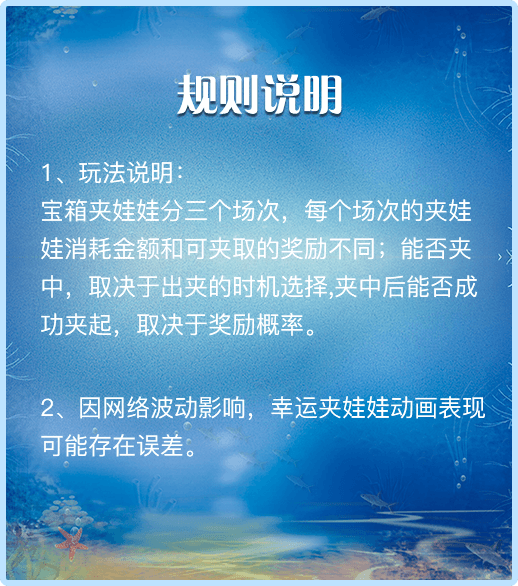 规则说明
1、玩法说明：
宝箱夹娃娃分三个场次，每个场次的夹娃
娃消耗金额和可夹取的奖励不同；能否夹
中，取决于出夹的时机选择,夹中后能否成
功夹起，取决于奖励概率。
2、因网络波动影响，幸运夹娃娃动画表现
可能存在误差。